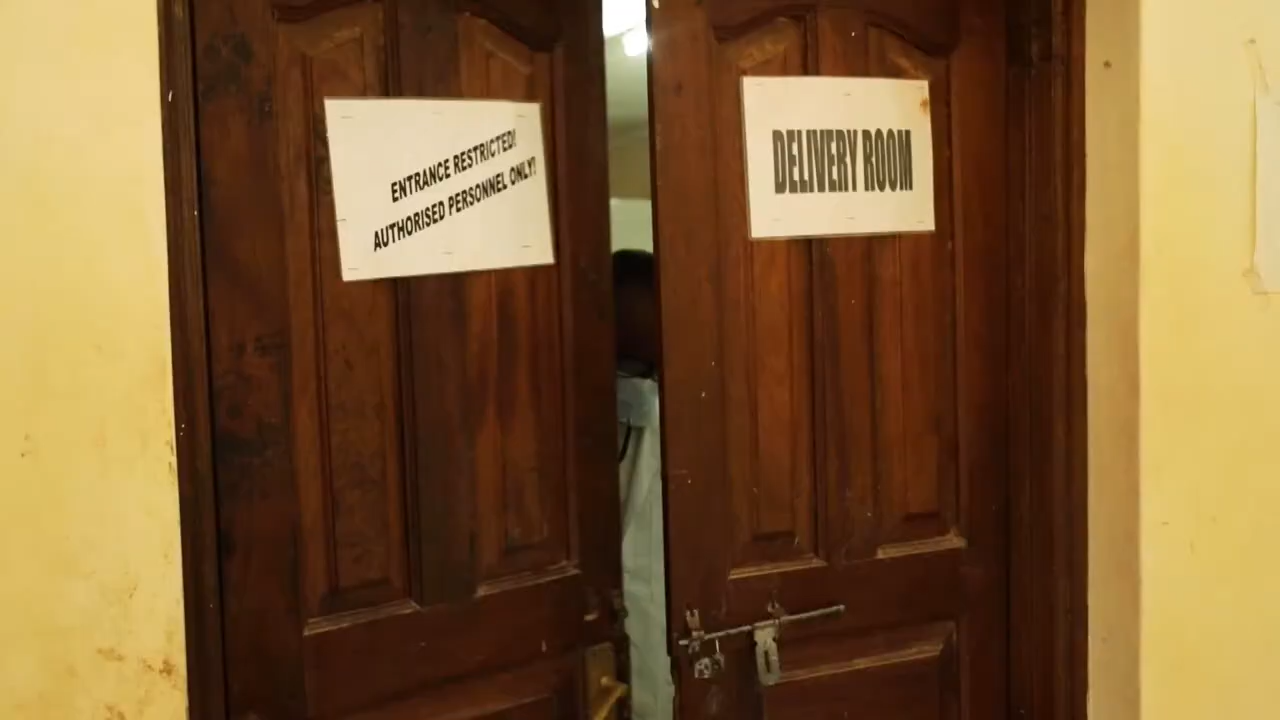 ENTRANCE RESTRICTED!
AUTHORISED PERSONNEL ONLY!
DELIVERY ROOM